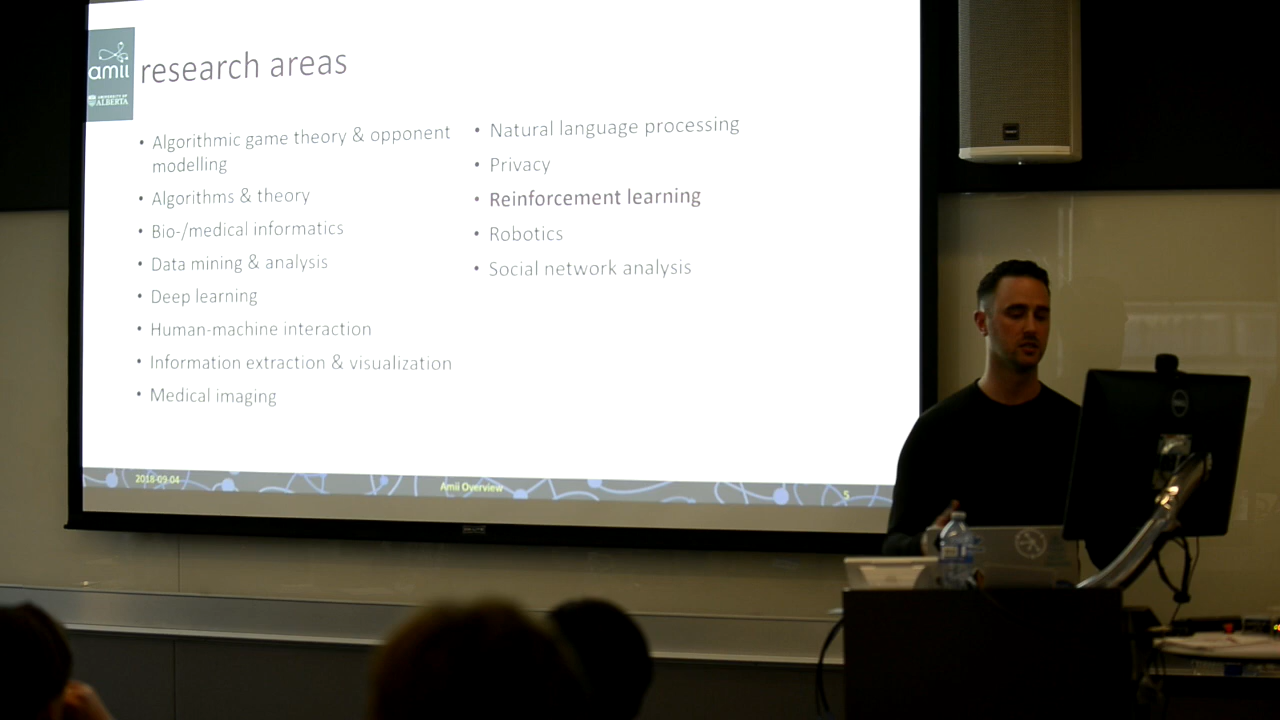 amii
UNIVERSITY OF
ALBERTA
research areas
• Algorithmic game theory & opponent
modelling
• Algorithms & theory
• Bio-/medical informatics
• Data mining & analysis
• Deep learning
• Human-machine interaction
• Information extraction & visualization
• Medical imaging
• Natural language processing
• Privacy
• Reinforcement learning
• Robotics
• Social network analysis
2018-09-04
Amii Overview
5
DELL